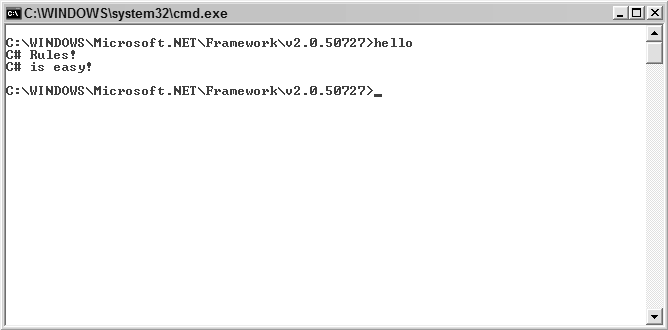 C:\WINDOWS\system32\cmd.exe
C:\WINDOWS\Microsoft.NET\Framework\v2.0.50727>hello
C# Rules!
C# is easy!
C:\WINDOWS\Microsoft.NET\Framework\v2.0.50727>_